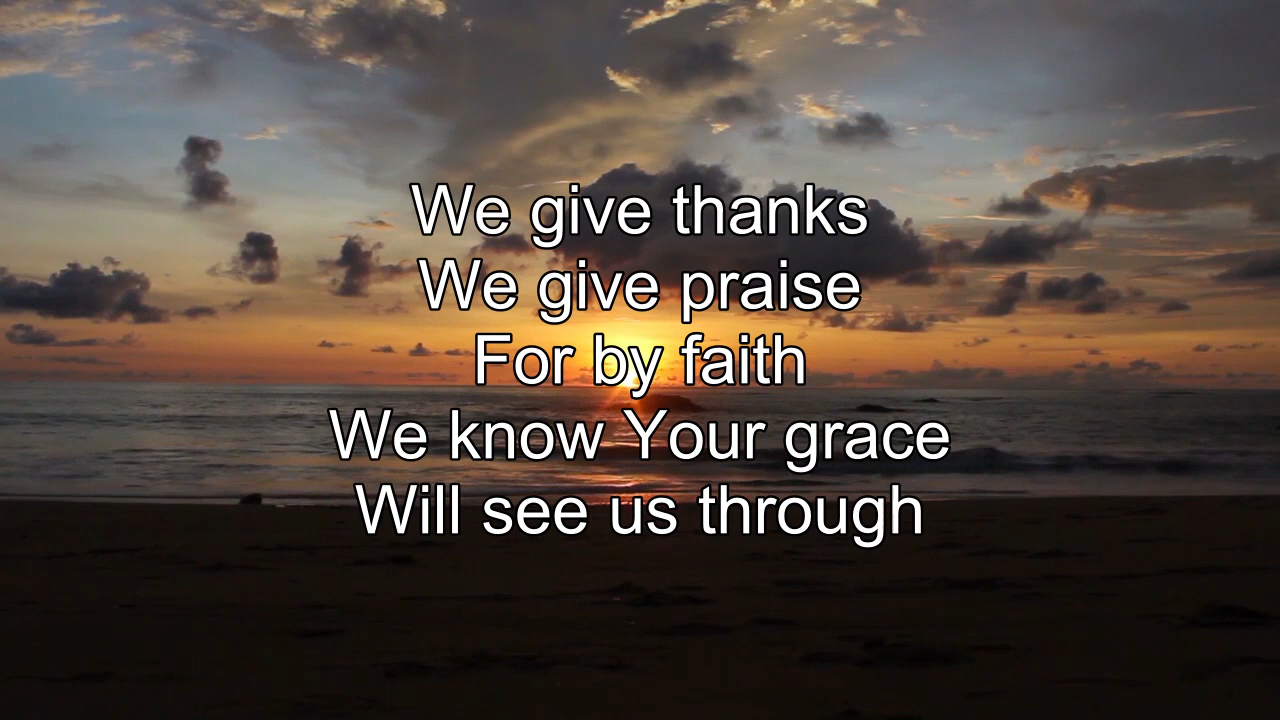 We give thanks
We give praise
For by faith
We know Your grace
Will see us through